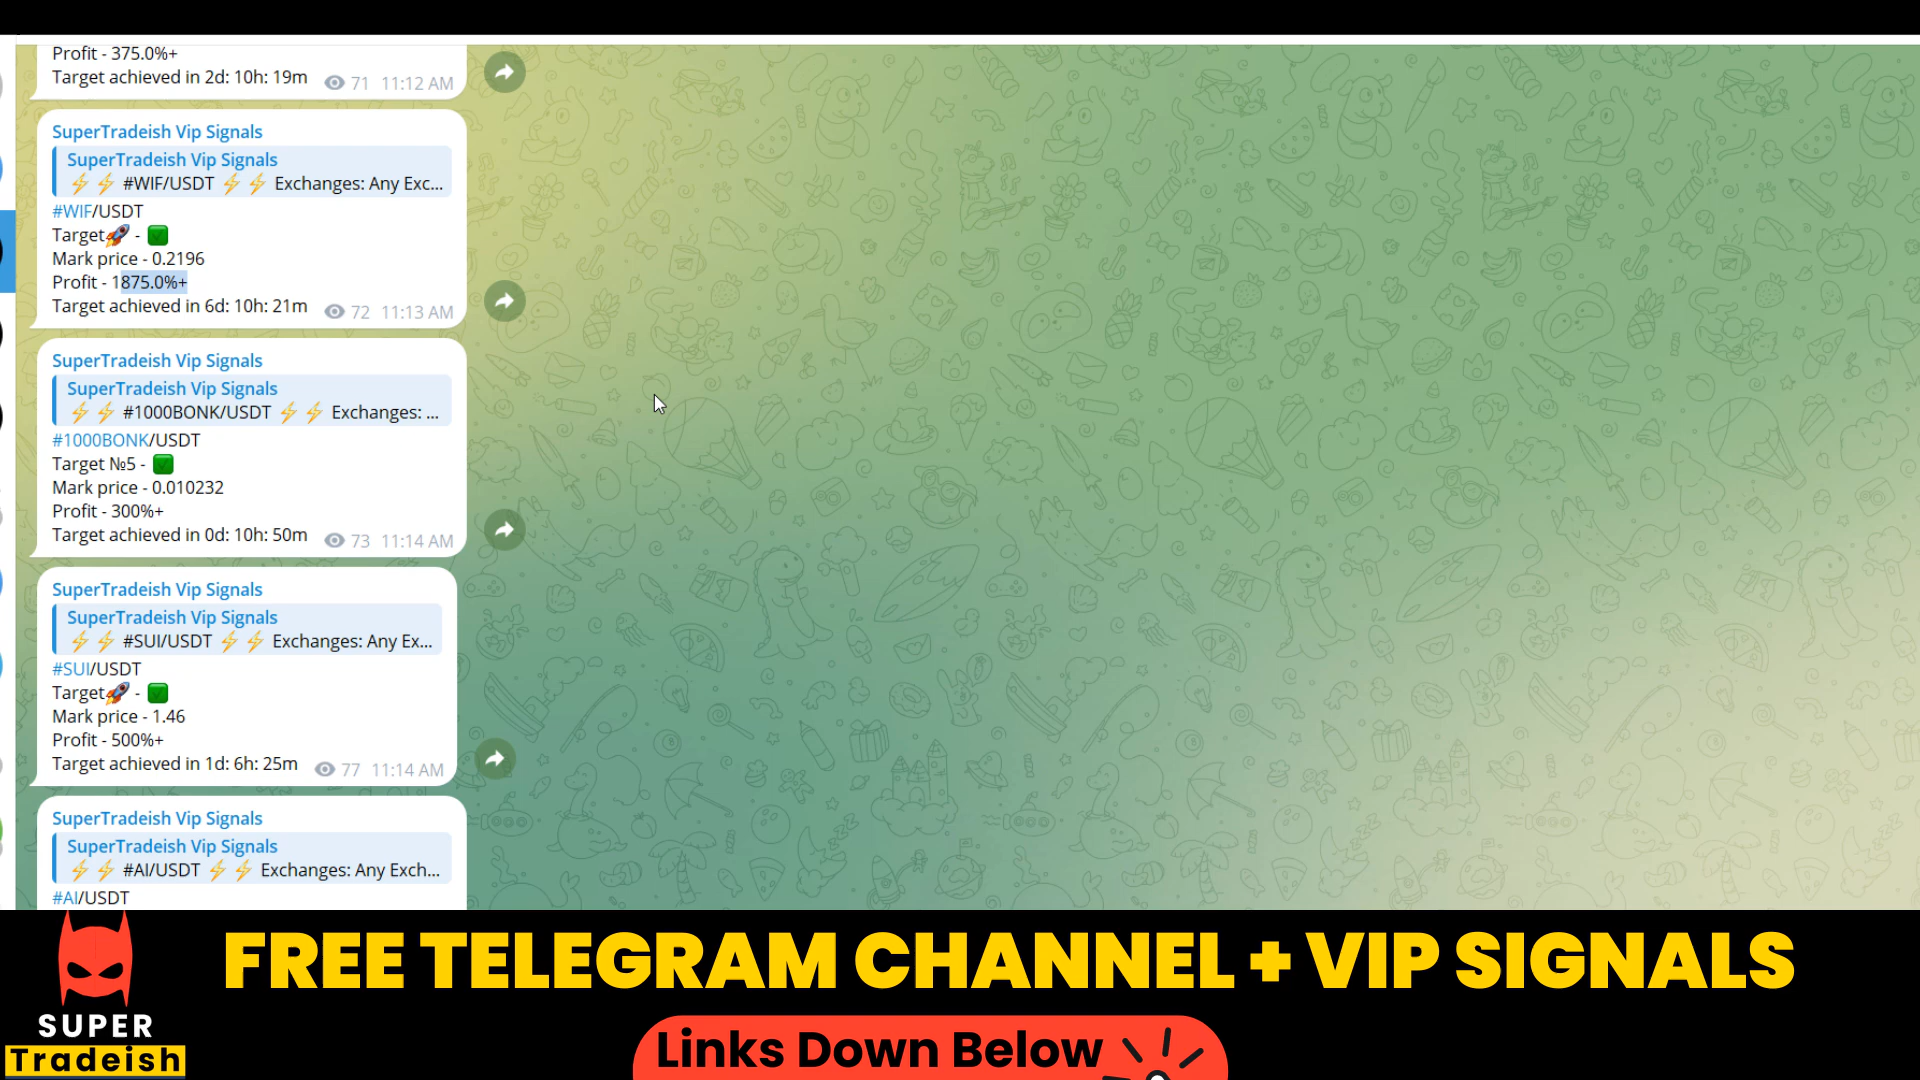 Profit - 375.0%+
Target achieved in 2d: 10h: 19m 71 11:12 AM
SuperTradeish Vip Signals
SuperTradeish Vip Signals
⚡⚡ #WIF/USDT ⚡⚡ Exchanges: Any Exc...
#WIF/USDT
Target🚀 - ✅
Mark price - 0.2196
Profit - 1875.0%+
Target achieved in 6d: 10h: 21m 72 11:13 AM
SuperTradeish Vip Signals
SuperTradeish Vip Signals
⚡⚡ #1000BONK/USDT ⚡⚡ Exchanges: ...
#1000BONK/USDT
Target №5 - ✅
Mark price - 0.010232
Profit - 300%+
Target achieved in 0d: 10h: 50m 73 11:14 AM
SuperTradeish Vip Signals
SuperTradeish Vip Signals
⚡⚡ #SUI/USDT ⚡⚡ Exchanges: Any Ex...
#SUI/USDT
Target🚀 - ✅
Mark price - 1.46
Profit - 500%+
Target achieved in 1d: 6h: 25m 77 11:14 AM
SuperTradeish Vip Signals
SuperTradeish Vip Signals
⚡⚡ #AI/USDT ⚡⚡ Exchanges: Any Exch...
#AI/USDT
FREE TELEGRAM CHANNEL + VIP SIGNALS
SUPER
Tradeish
Links Down Below